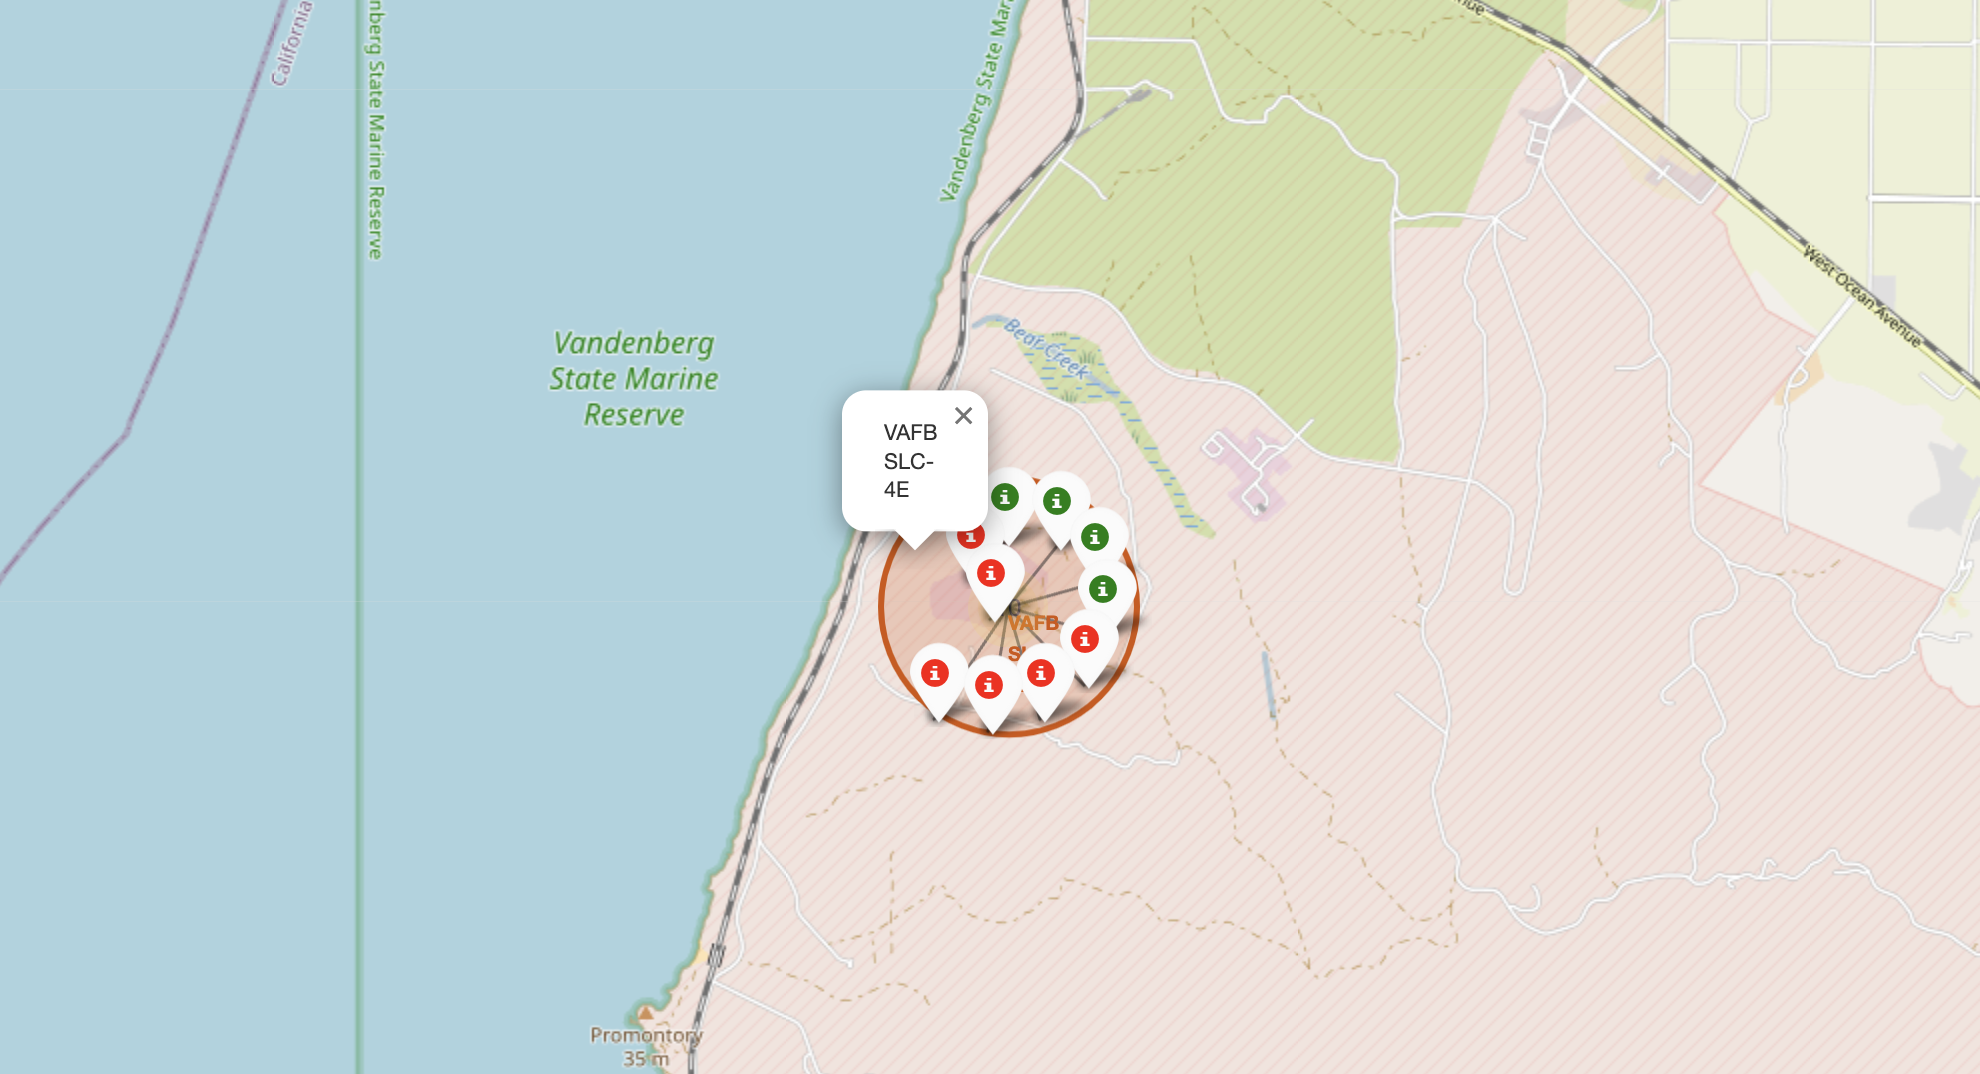 California
nberg State Marine Reserve
Vandenberg State Mar
nue
West Ocean Avenue
Vandenberg
State Marine
Reserve
Bear Creek
VAFB
SLC-
4E
VAFB
Promontory
35 m